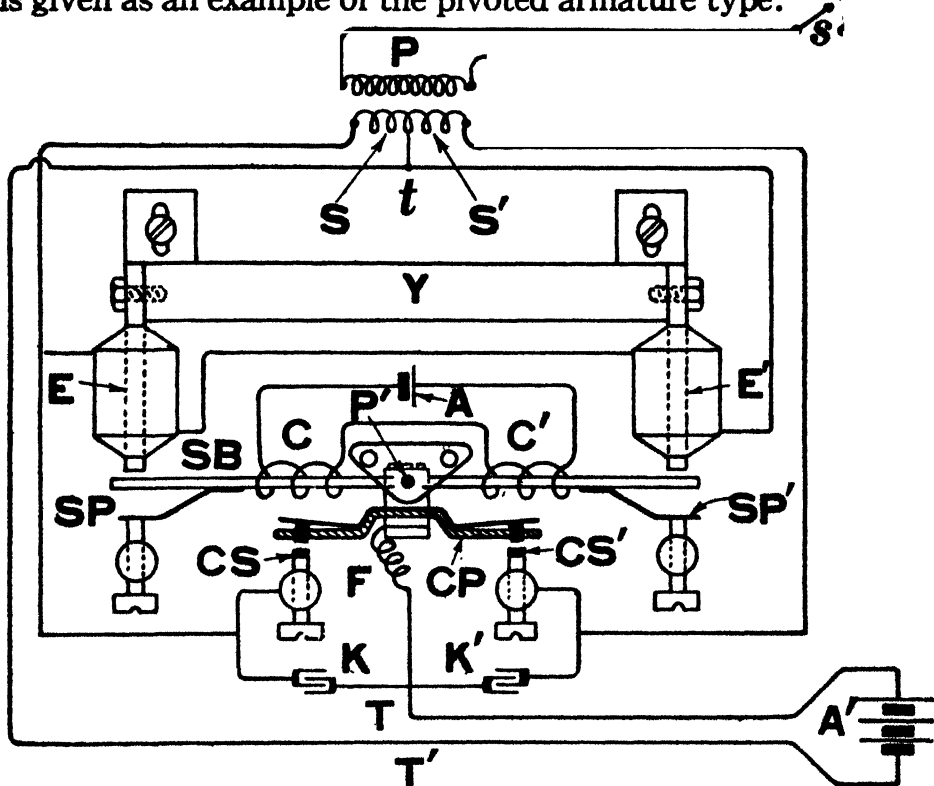 is given as an example of the pivoted armature type.
s
P
S t S'
Y
E E'
P' A
C C'
SB
SP SP'
CS CS'
F CP
K K'
T A'
T'